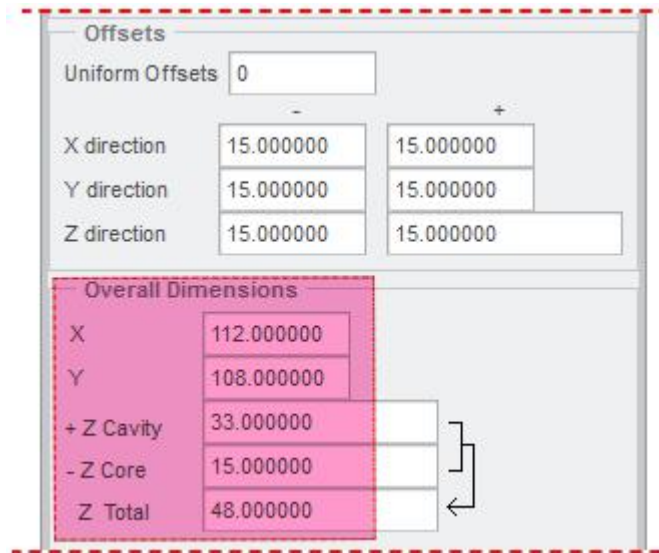 Offsets
Uniform Offsets 0
- +
X direction 15.000000 15.000000
Y direction 15.000000 15.000000
Z direction 15.000000 15.000000
Overall Dimensions
X 112.000000
Y 108.000000
+ Z Cavity 33.000000
- Z Core 15.000000
Z Total 48.000000